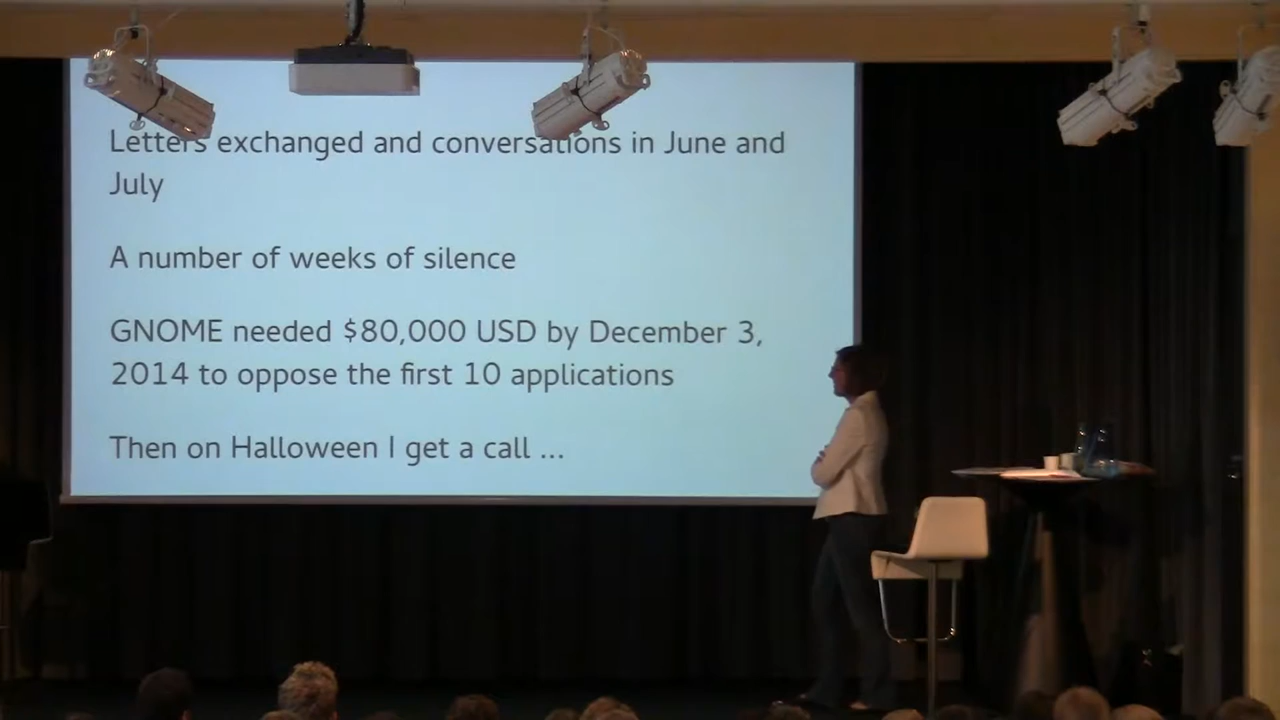 Letters exchanged and conversations in June and
July
A number of weeks of silence
GNOME needed $80,000 USD by December 3,
2014 to oppose the first 10 applications
Then on Halloween I get a call ...